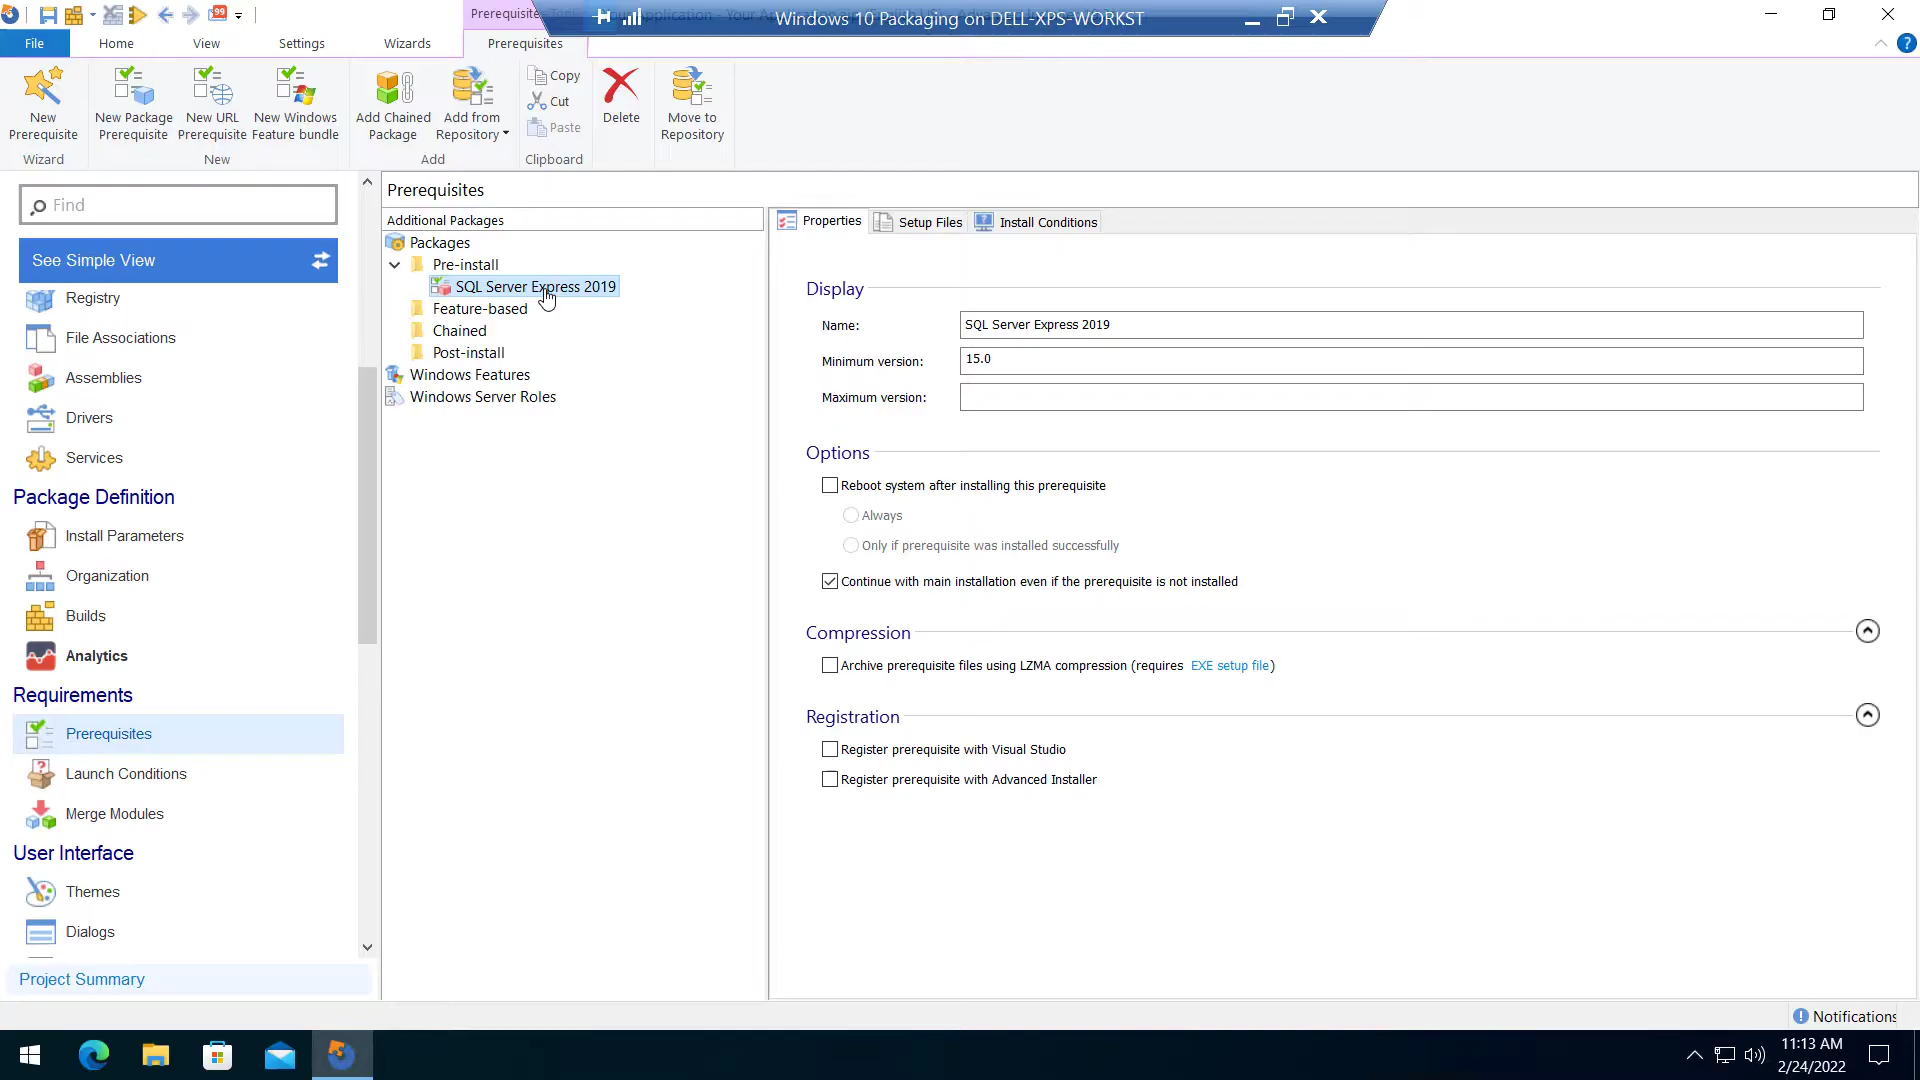 99
Prerequisites
Windows 10 Packaging on DELL-XPS-WORKST
File
Home
View
Settings
Wizards
Prerequisites
?
New Prerequisite
New Package Prerequisite
New URL Prerequisite
New Windows Feature bundle
Add Chained Package
Add from Repository
Copy
Cut
Paste
Delete
Move to Repository
Wizard
New
Add
Clipboard
Find
See Simple View
Registry
File Associations
Assemblies
Drivers
Services
Package Definition
Install Parameters
Organization
Builds
Analytics
Requirements
Prerequisites
Launch Conditions
Merge Modules
User Interface
Themes
Dialogs
Project Summary
Prerequisites
Additional Packages
Packages
Pre-install
SQL Server Express 2019
Feature-based
Chained
Post-install
Windows Features
Windows Server Roles
Properties
Setup Files
Install Conditions
Display
Name:
SQL Server Express 2019
Minimum version:
15.0
Maximum version:
Options
Reboot system after installing this prerequisite
Always
Only if prerequisite was installed successfully
Continue with main installation even if the prerequisite is not installed
Compression
Archive prerequisite files using LZMA compression (requires EXE setup file)
Registration
Register prerequisite with Visual Studio
Register prerequisite with Advanced Installer
Notifications
11:13 AM
2/24/2022